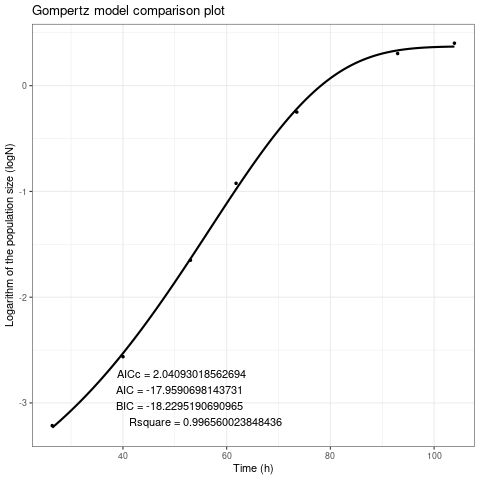 Gompertz model comparison plot
Logarithm of the population size (logN)
0
-1
-2
-3
AICc = 2.04093018562694
AIC = -17.9590698143731
BIC = -18.2295190690965
Rsquare = 0.996560023848436
40
60
80
100
Time (h)